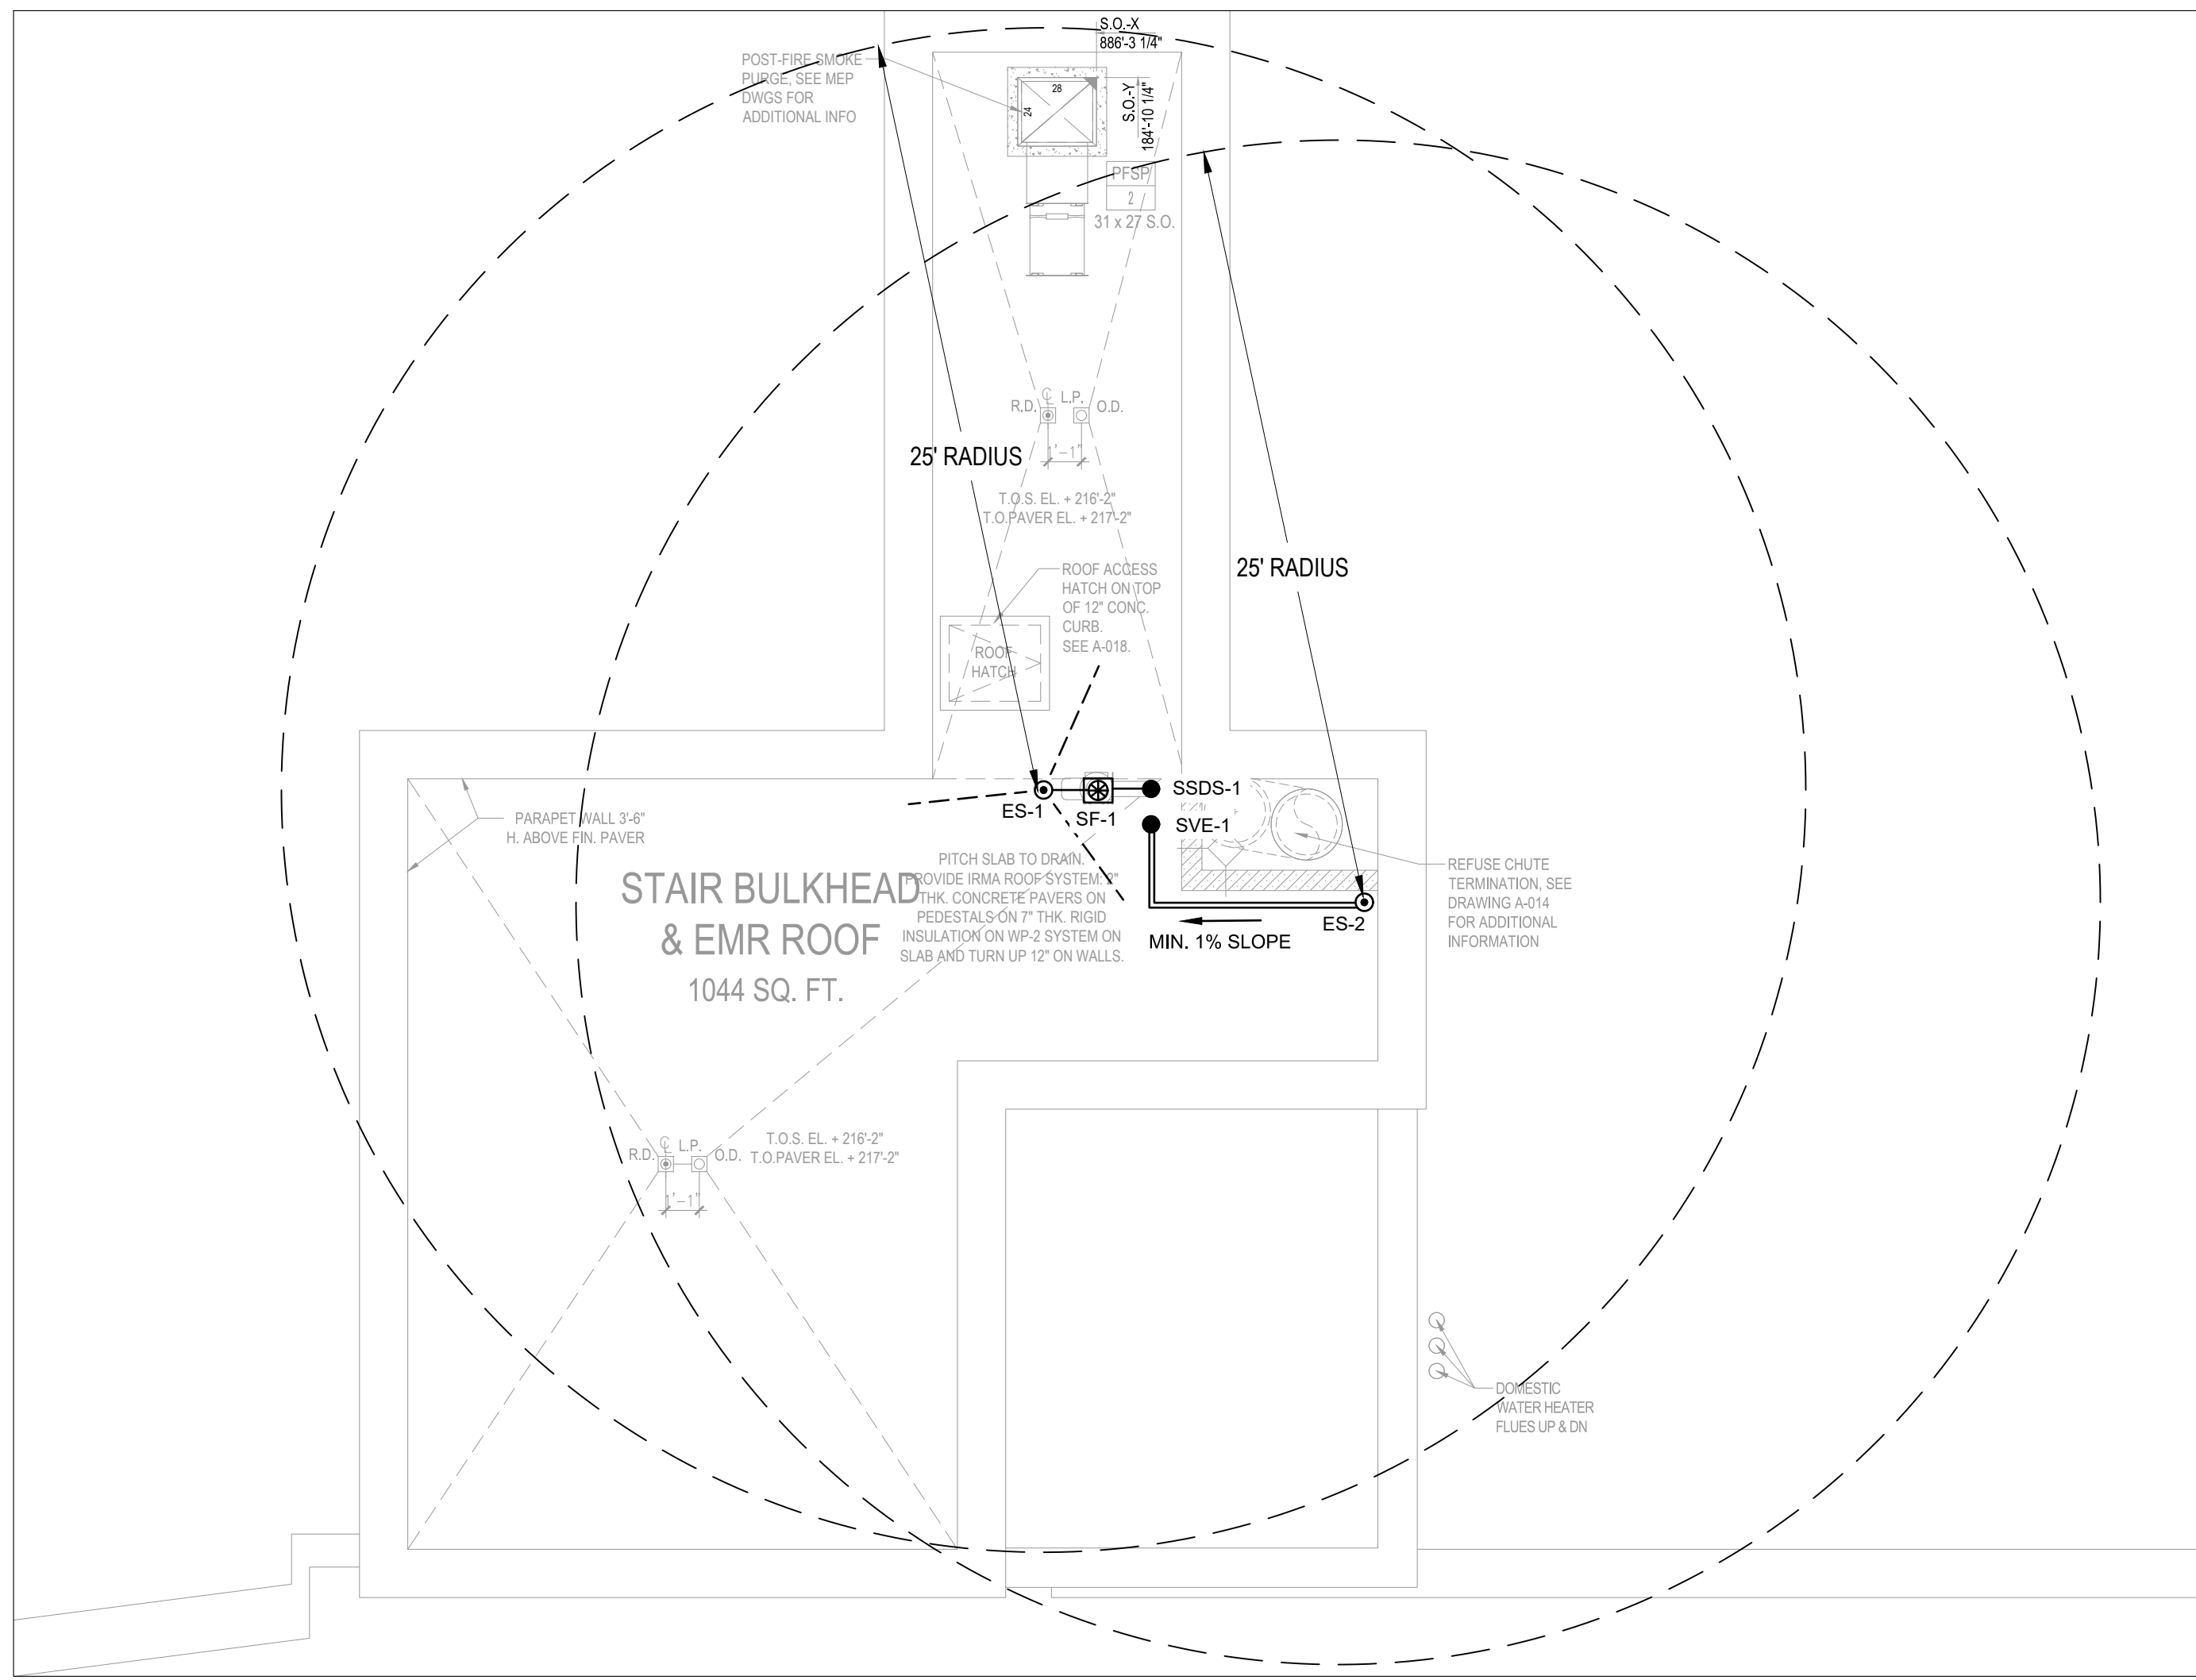 S.O.-X
886'-3 1/4"
POST-FIRE SMOKE
PURGE, SEE MEP
DWGS FOR
ADDITIONAL INFO
28
24
S.O.-Y
184'-10 1/4"
PFSP
2
31 x 27 S.O.
R.D. ℄ L.P. O.D.
1'-1"
25' RADIUS
T.O.S. EL. + 216'-2"
T.O.PAVER EL. + 217'-2"
25' RADIUS
ROOF ACCESS
HATCH ON TOP
OF 12" CONC.
CURB.
SEE A-018.
ROOF
HATCH
ES-1
SF-1
SSDS-1
SVE-1
PARAPET WALL 3'-6"
H. ABOVE FIN. PAVER
PITCH SLAB TO DRAIN.
PROVIDE IRMA ROOF SYSTEM: 2"
THK. CONCRETE PAVERS ON
PEDESTALS ON 7" THK. RIGID
INSULATION ON WP-2 SYSTEM ON
SLAB AND TURN UP 12" ON WALLS.
STAIR BULKHEAD
& EMR ROOF
1044 SQ. FT.
REFUSE CHUTE
TERMINATION, SEE
DRAWING A-014
FOR ADDITIONAL
INFORMATION
ES-2
MIN. 1% SLOPE
R.D. ℄ L.P. O.D.
1'-1"
T.O.S. EL. + 216'-2"
T.O.PAVER EL. + 217'-2"
DOMESTIC
WATER HEATER
FLUES UP & DN